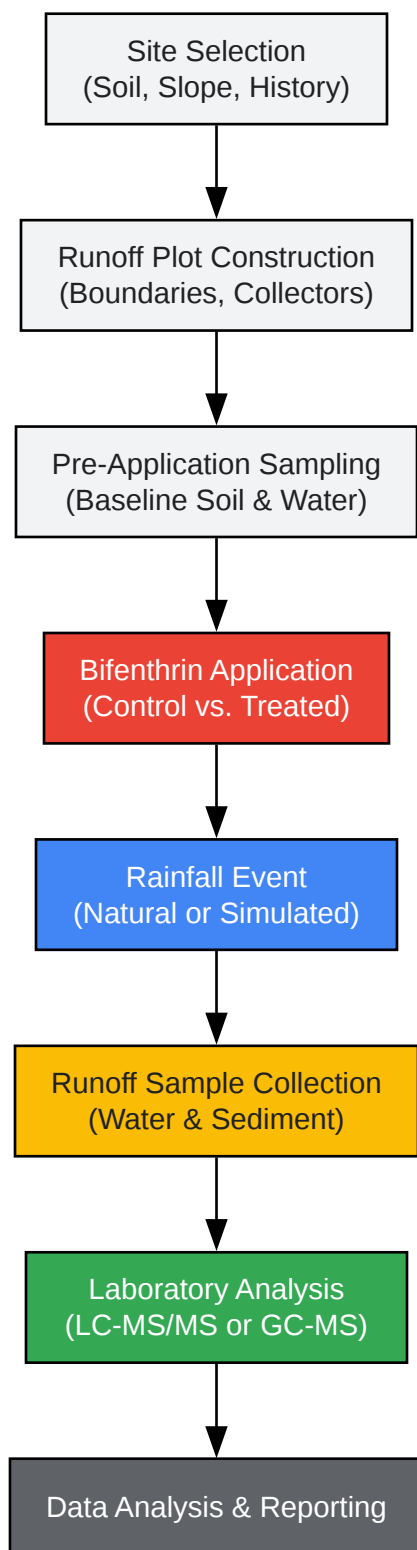 Site Selection
(Soil, Slope, History)
Runoff Plot Construction
(Boundaries, Collectors)
Pre-Application Sampling
(Baseline Soil & Water)
Bifenthrin Application
(Control vs. Treated)
Rainfall Event
(Natural or Simulated)
Runoff Sample Collection
(Water & Sediment)
Laboratory Analysis
(LC-MS/MS or GC-MS)
Data Analysis & Reporting